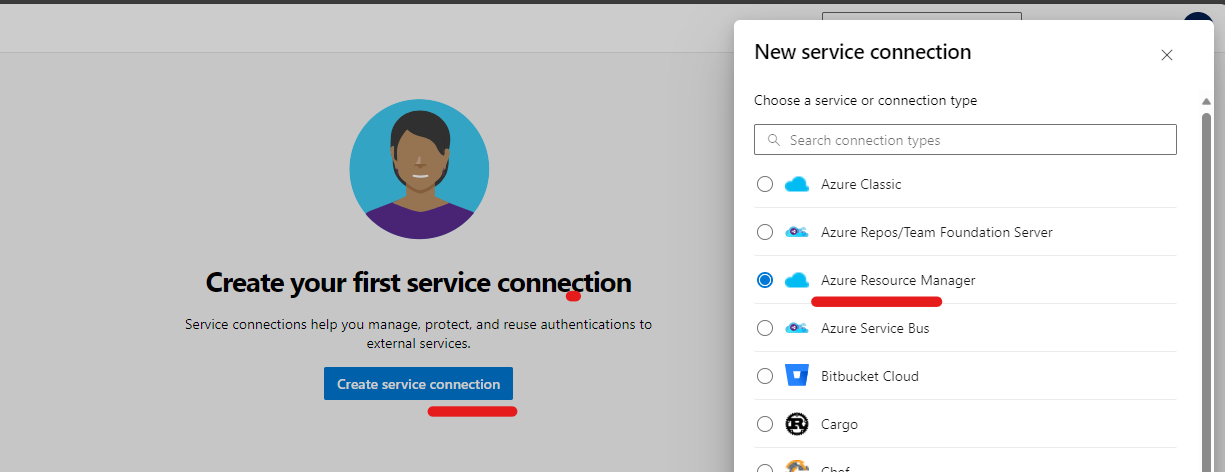 Create your first service connection
Service connections help you manage, protect, and reuse authentications to
external services.
Create service connection
New service connection
Choose a service or connection type
Search connection types
Azure Classic
Azure Repos/Team Foundation Server
Azure Resource Manager
Azure Service Bus
Bitbucket Cloud
Cargo
Chef